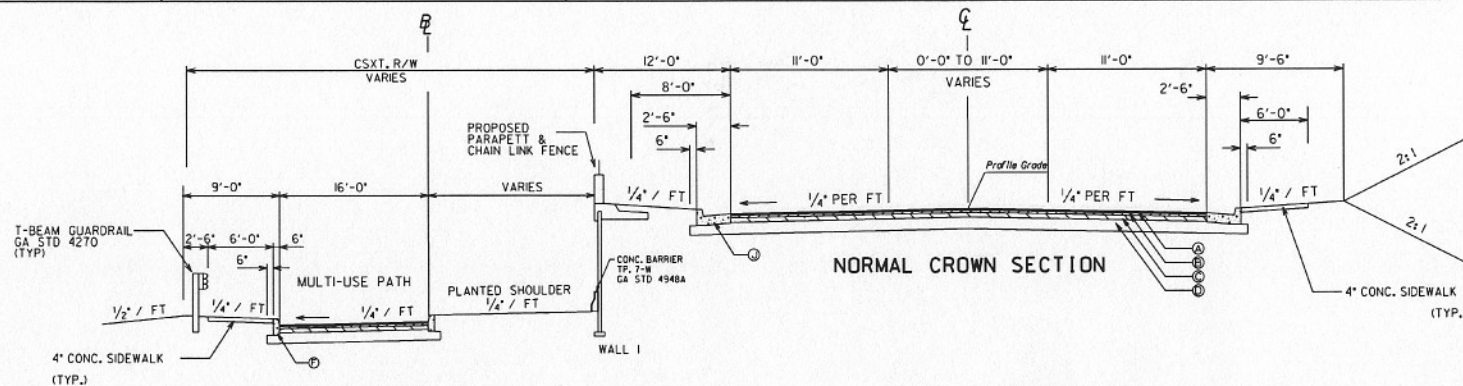 B̲L
C̲L
CSXT. R/W
VARIES
12'-0"
11'-0"
0'-0" TO 11'-0"
VARIES
11'-0"
9'-6"
8'-0"
2'-6"
6"
2'-6"
6'-0"
6"
PROPOSED
PARAPETT &
CHAIN LINK FENCE
Profile Grade
2:1
2:1
9'-0"
16'-0"
VARIES
1/4" / FT
1/4" PER FT
1/4" PER FT
1/4" / FT
T-BEAM GUARDRAIL
GA STD 4270
(TYP)
2'-6"
6'-0"
6"
6"
MULTI-USE PATH
PLANTED SHOULDER
1/4" / FT
CONC. BARRIER
TP. 7-W
GA STD 4948A
J
NORMAL CROWN SECTION
A
B
C
D
4" CONC. SIDEWALK
(TYP.
1/2" / FT
1/4" / FT
1/4" / FT
WALL 1
4" CONC. SIDEWALK
(TYP.)
F